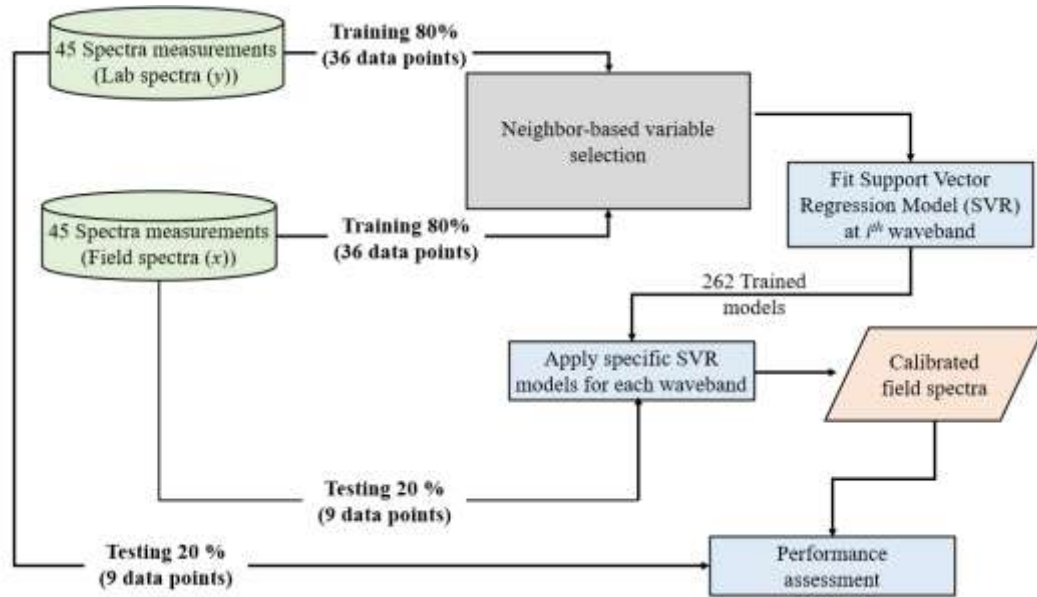 45 Spectra measurements
(Lab spectra (y))
Training 80%
(36 data points)
Neighbor-based variable
selection
Fit Support Vector
Regression Model (SVR)
at i^th waveband
45 Spectra measurements
(Field spectra (x))
Training 80%
(36 data points)
262 Trained
models
Apply specific SVR
models for each waveband
Calibrated
field spectra
Testing 20 %
(9 data points)
Testing 20 %
(9 data points)
Performance
assessment